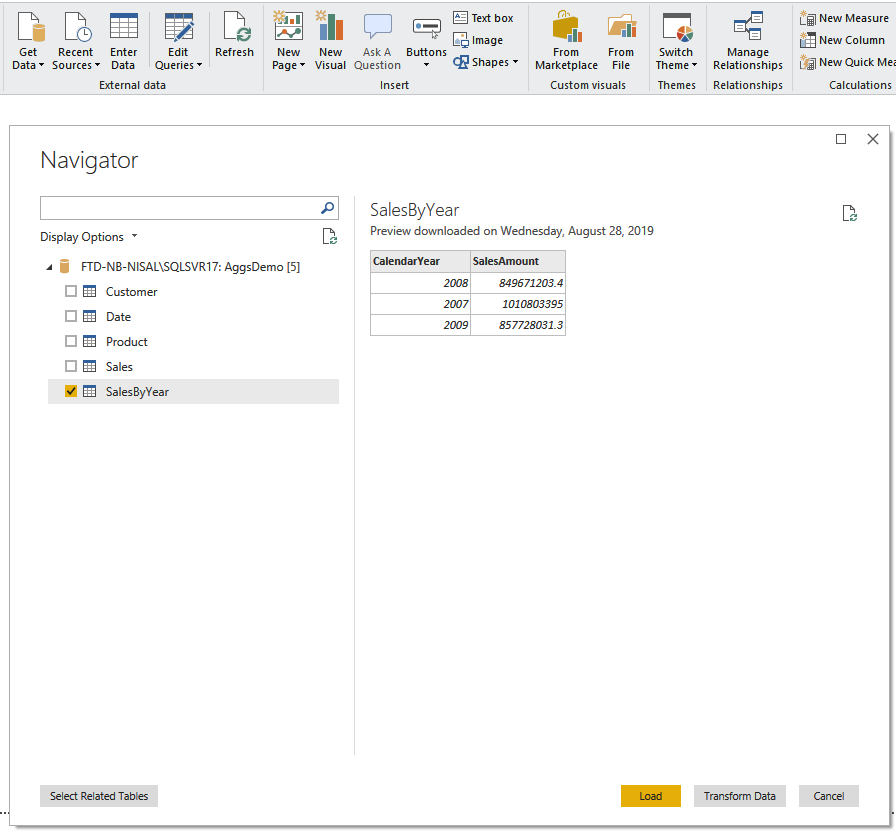 Get Data
Recent Sources
Enter Data
Edit Queries
Refresh
New Page
New Visual
Ask A Question
Buttons
Text box
Image
Shapes
From Marketplace
From File
Switch Theme
Manage Relationships
New Measure
New Column
New Quick Mea
External data
Insert
Custom visuals
Themes
Relationships
Calculations
Navigator
Display Options
FTD-NB-NISAL\SQLSVR17: AggsDemo [5]
Customer
Date
Product
Sales
SalesByYear
SalesByYear
Preview downloaded on Wednesday, August 28, 2019
CalendarYear SalesAmount
2008 849671203.4
2007 1010803395
2009 857728031.3
Select Related Tables
Load
Transform Data
Cancel